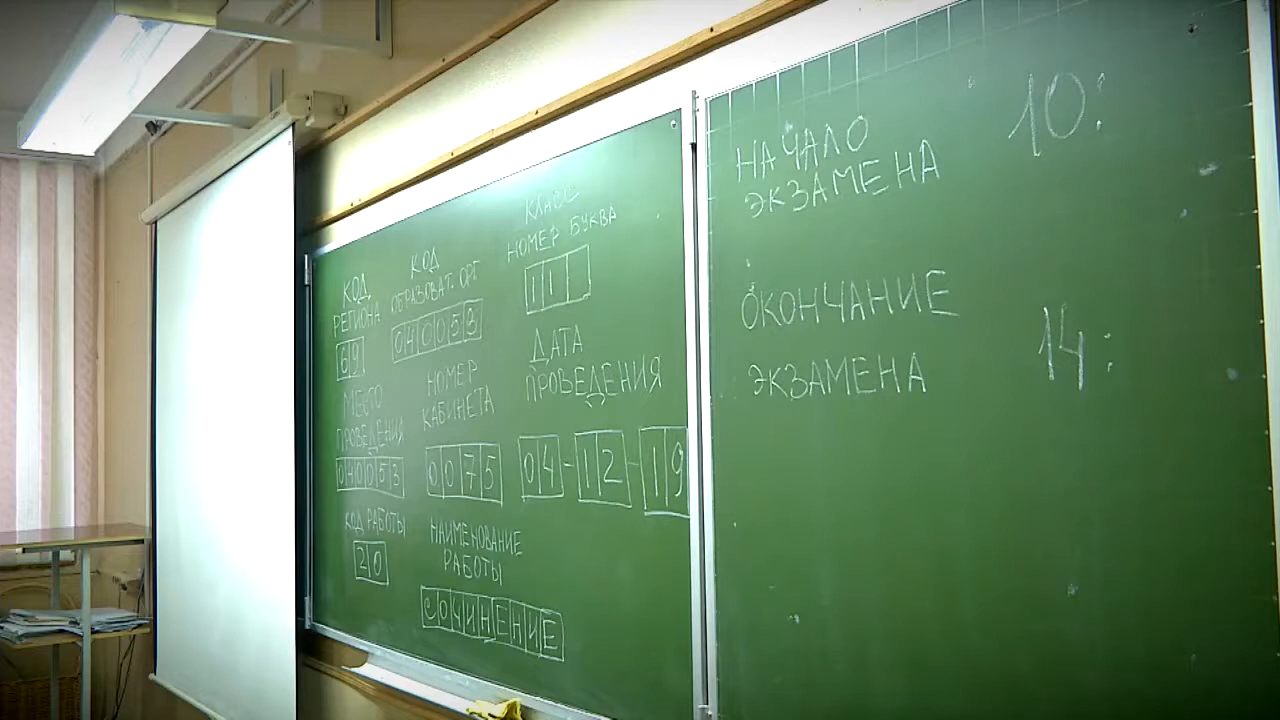 КОД
РЕГИОНА
69
КОД
ОБРАЗОВАТ. ОРГ
040053
КЛАСС
НОМЕР БУКВА
11
МЕСТО
ПРОВЕДЕНИЯ
040053
НОМЕР
КАБИНЕТА
0075
ДАТА
ПРОВЕДЕНИЯ
04-12-19
КОД РАБОТЫ
20
НАИМЕНОВАНИЕ
РАБОТЫ
СОЧИНЕНИЕ
НАЧАЛО
ЭКЗАМЕНА
10:
ОКОНЧАНИЕ
ЭКЗАМЕНА
14: